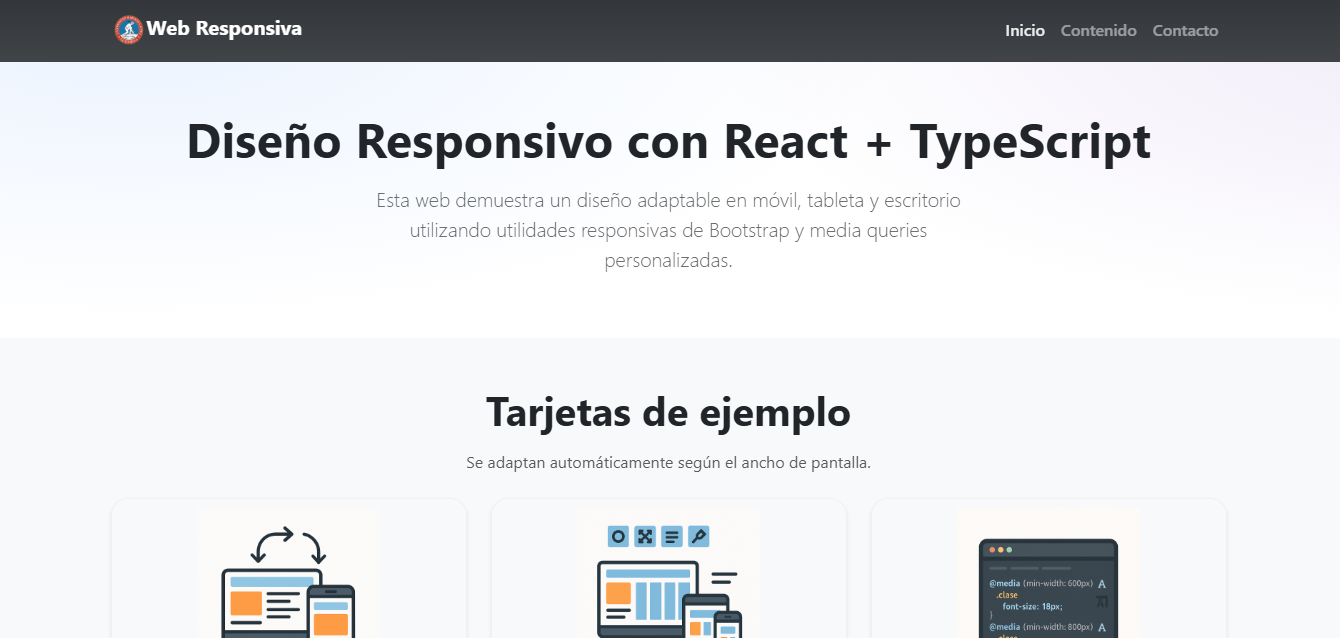 Web Responsiva
Inicio Contenido Contacto
Diseño Responsivo con React + TypeScript
Esta web demuestra un diseño adaptable en móvil, tableta y escritorio
utilizando utilidades responsivas de Bootstrap y media queries
personalizadas.
Tarjetas de ejemplo
Se adaptan automáticamente según el ancho de pantalla.
@media (min-width: 600px) A
.clase
font-size: 18px;
}
@media (min-width: 800px) A